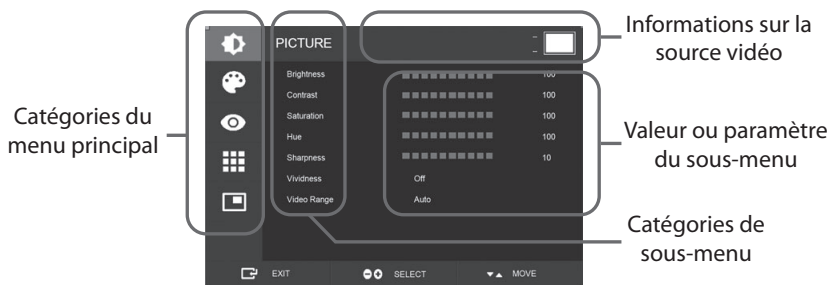 Informations sur la
source vidéo
PICTURE
Brightness 100
Contrast 100
Saturation 100
Hue 100
Sharpness 10
Vividness Off
Video Range Auto
EXIT SELECT MOVE
Catégories du
menu principal
Valeur ou paramètre
du sous-menu
Catégories de
sous-menu